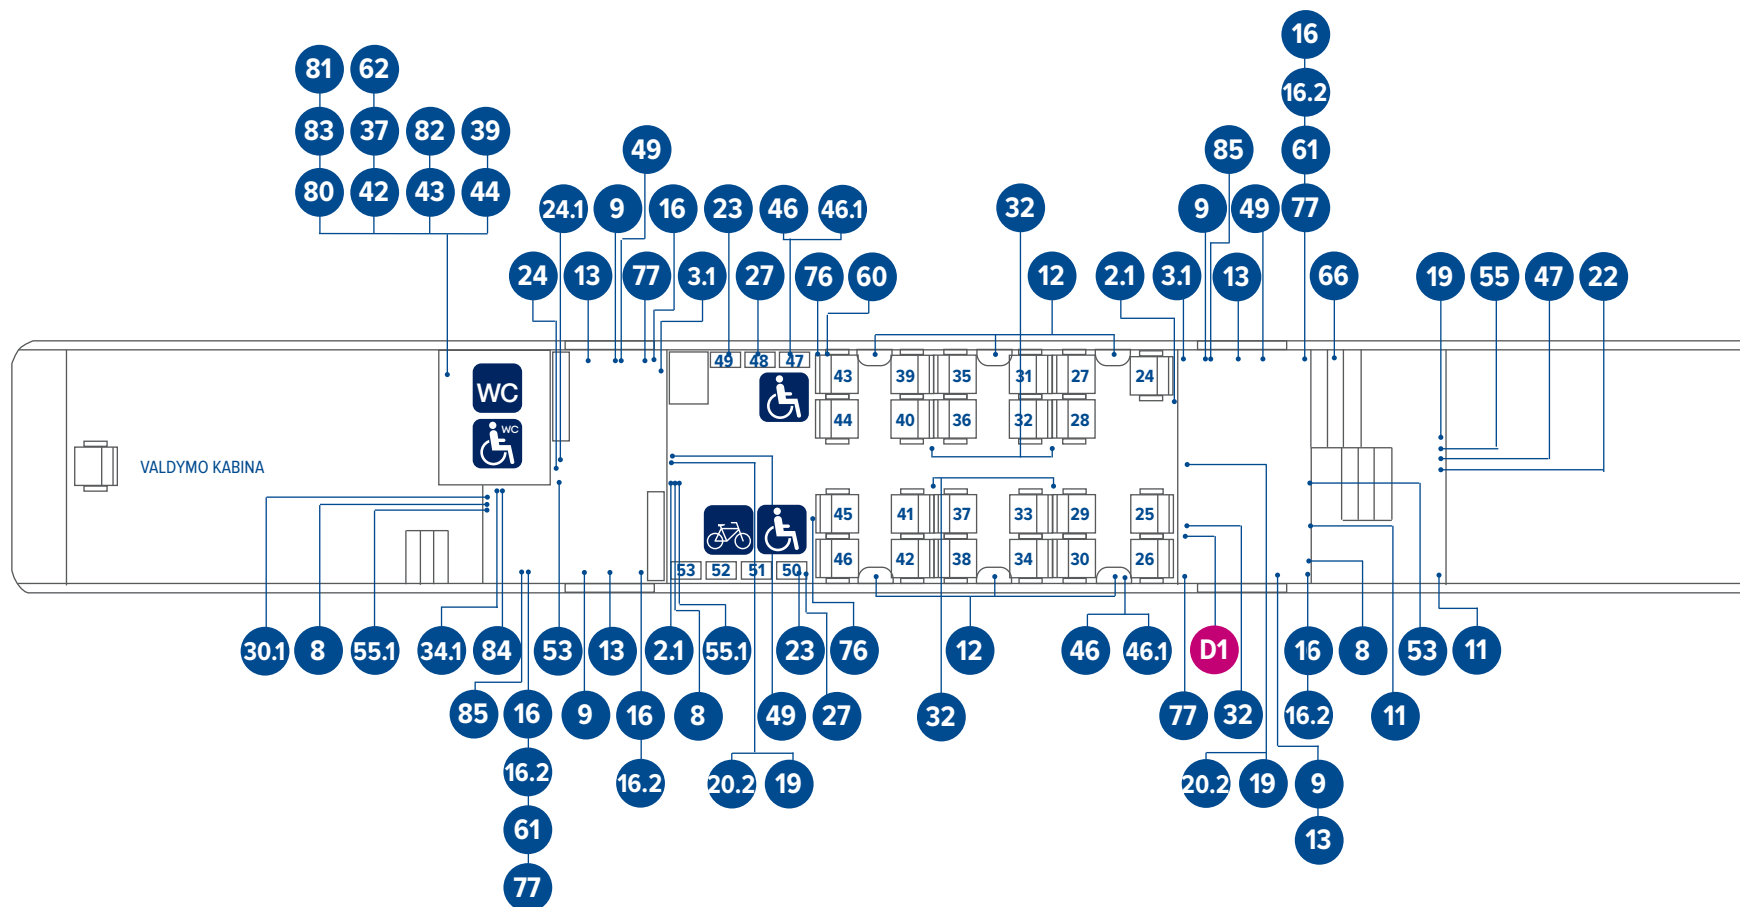 16
81 62
16.2
83 37 82 39
49 85 61
80 42 43 44
24.1 9 16 23 46 46.1 32 9 49 77
24 13 77 3.1 27 76 60 12 2.1 3.1 13 66 19 55 47 22
49 48 47
43 39 35 31 27 24
WC
44 40 36 32 28
WC
VALDYMO KABINA
45 41 37 33 29 25
46 42 38 34 30 26
53 52 51 50
30.1 8 55.1 34.1 84 53 13 2.1 55.1 23 76 12 46 46.1 D1 16 8 53 11
85 16 9 16 8 49 27 32 77 32 16.2 11
16.2 16.2 20.2 19 20.2 19 9
61 13
77